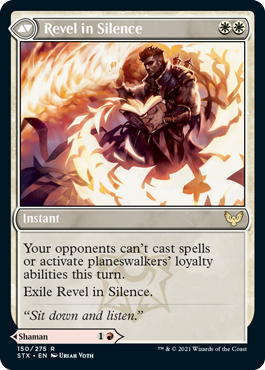 Revel in Silence
Instant
Your opponents can't cast spells
or activate planeswalkers' loyalty
abilities this turn.
Exile Revel in Silence.
"Sit down and listen."
Shaman 1
150/275 R
STX • EN Uriah Voth
™ & © 2021 Wizards of the Coast